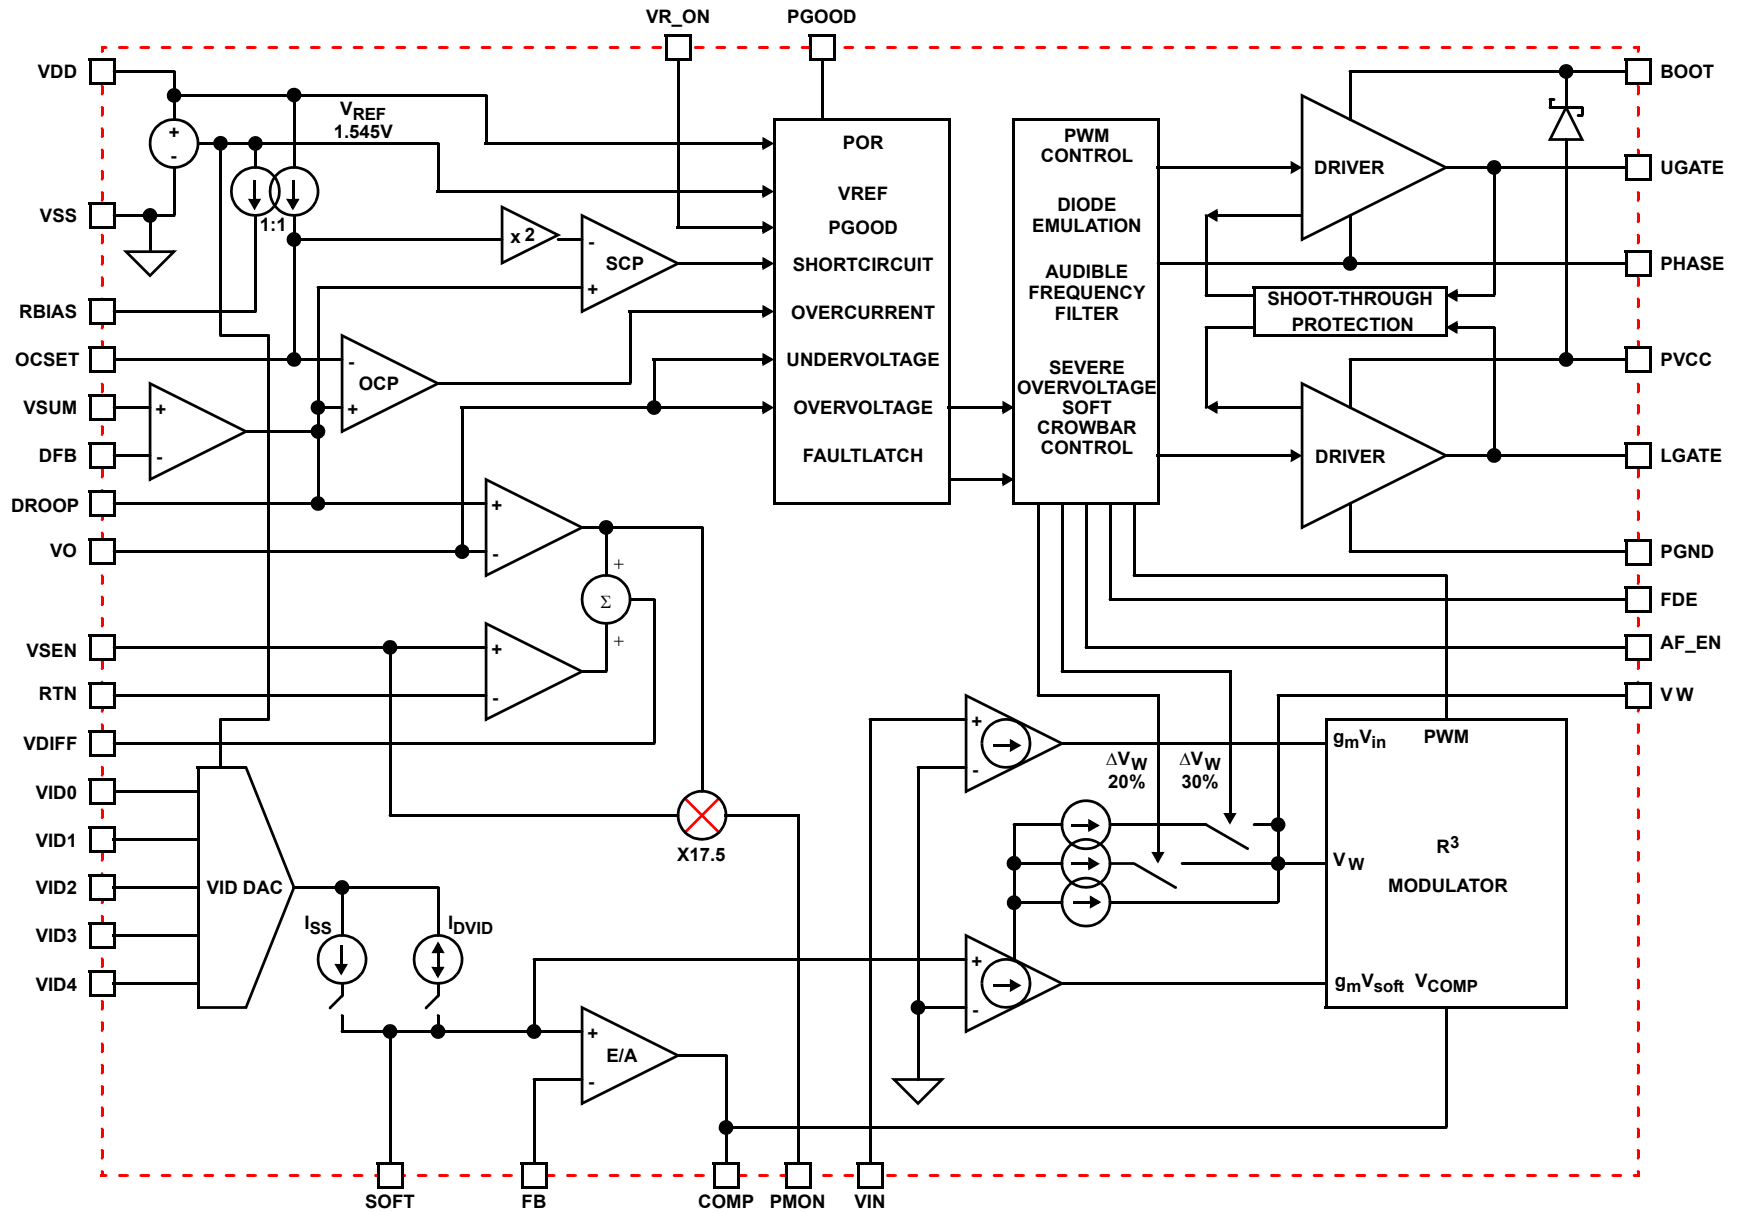 VR_ON
PGOOD
VDD
VSS
RBIAS
OCSET
VSUM
DFB
DROOP
VO
VSEN
RTN
VDIFF
VID0
VID1
VID2
VID3
VID4
+
-
VREF
1.545V
1:1
x 2
-
SCP
+
-
OCP
+
+
-
+
-
+
Σ
+
+
-
X17.5
VID DAC
ISS
IDVID
+
E/A
-
POR
VREF
PGOOD
SHORTCIRCUIT
OVERCURRENT
UNDERVOLTAGE
OVERVOLTAGE
FAULTLATCH
PWM
CONTROL
DIODE
EMULATION
AUDIBLE
FREQUENCY
FILTER
SEVERE
OVERVOLTAGE
SOFT
CROWBAR
CONTROL
DRIVER
SHOOT-THROUGH
PROTECTION
DRIVER
BOOT
UGATE
PHASE
PVCC
LGATE
PGND
FDE
AF_EN
VW
+
-
ΔVW
20%
ΔVW
30%
+
-
gmVin
PWM
VW
R3
MODULATOR
gmVsoft
VCOMP
SOFT
FB
COMP
PMON
VIN